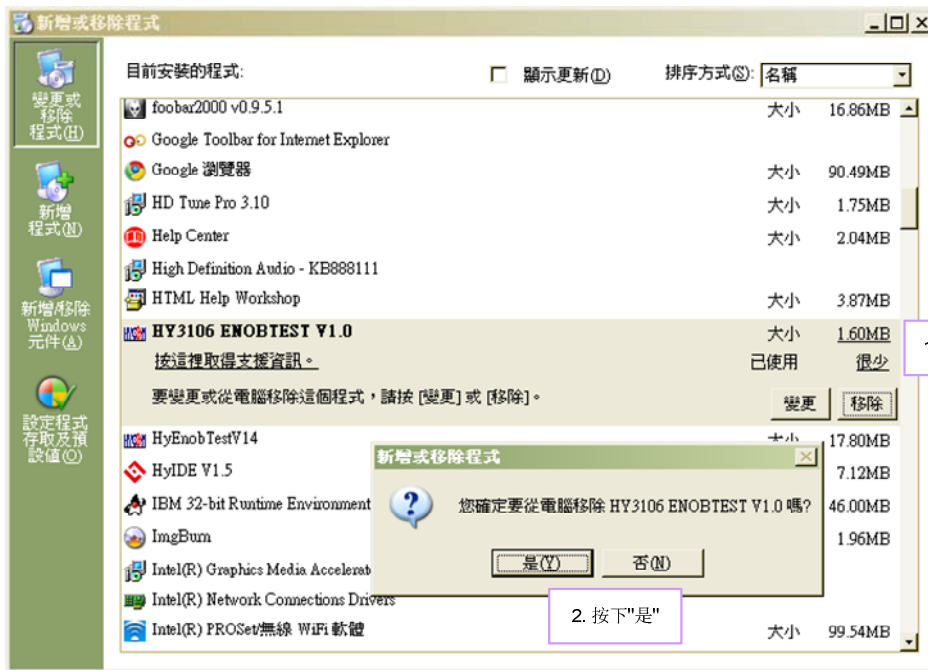 新增或移除程式
變更或
移除
程式(H)
新增
程式(N)
新增/移除
Windows
元件(A)
設定程式
存取及預
設值(O)
目前安裝的程式:
顯示更新(D)
排序方式(S): 名稱
foobar2000 v0.9.5.1 大小 16.86MB
Google Toolbar for Internet Explorer
Google 瀏覽器 大小 90.49MB
HD Tune Pro 3.10 大小 1.75MB
Help Center 大小 2.04MB
High Definition Audio - KB888111
HTML Help Workshop 大小 3.87MB
HY3106 ENOBTEST V1.0 大小 1.60MB
按這裡取得支援資訊。 已使用 很少
要變更或從電腦移除這個程式，請按 [變更] 或 [移除]。 變更 移除
HyEnobTestV14 大小 17.80MB
HyIDE V1.5 7.12MB
IBM 32-bit Runtime Environment 46.00MB
ImgBurn 1.96MB
Intel(R) Graphics Media Accelerat
Intel(R) Network Connections Drivers
Intel(R) PROSet/無線 WiFi 軟體 大小 99.54MB
新增或移除程式
您確定要從電腦移除 HY3106 ENOBTEST V1.0 嗎?
是(Y) 否(N)
2. 按下"是"